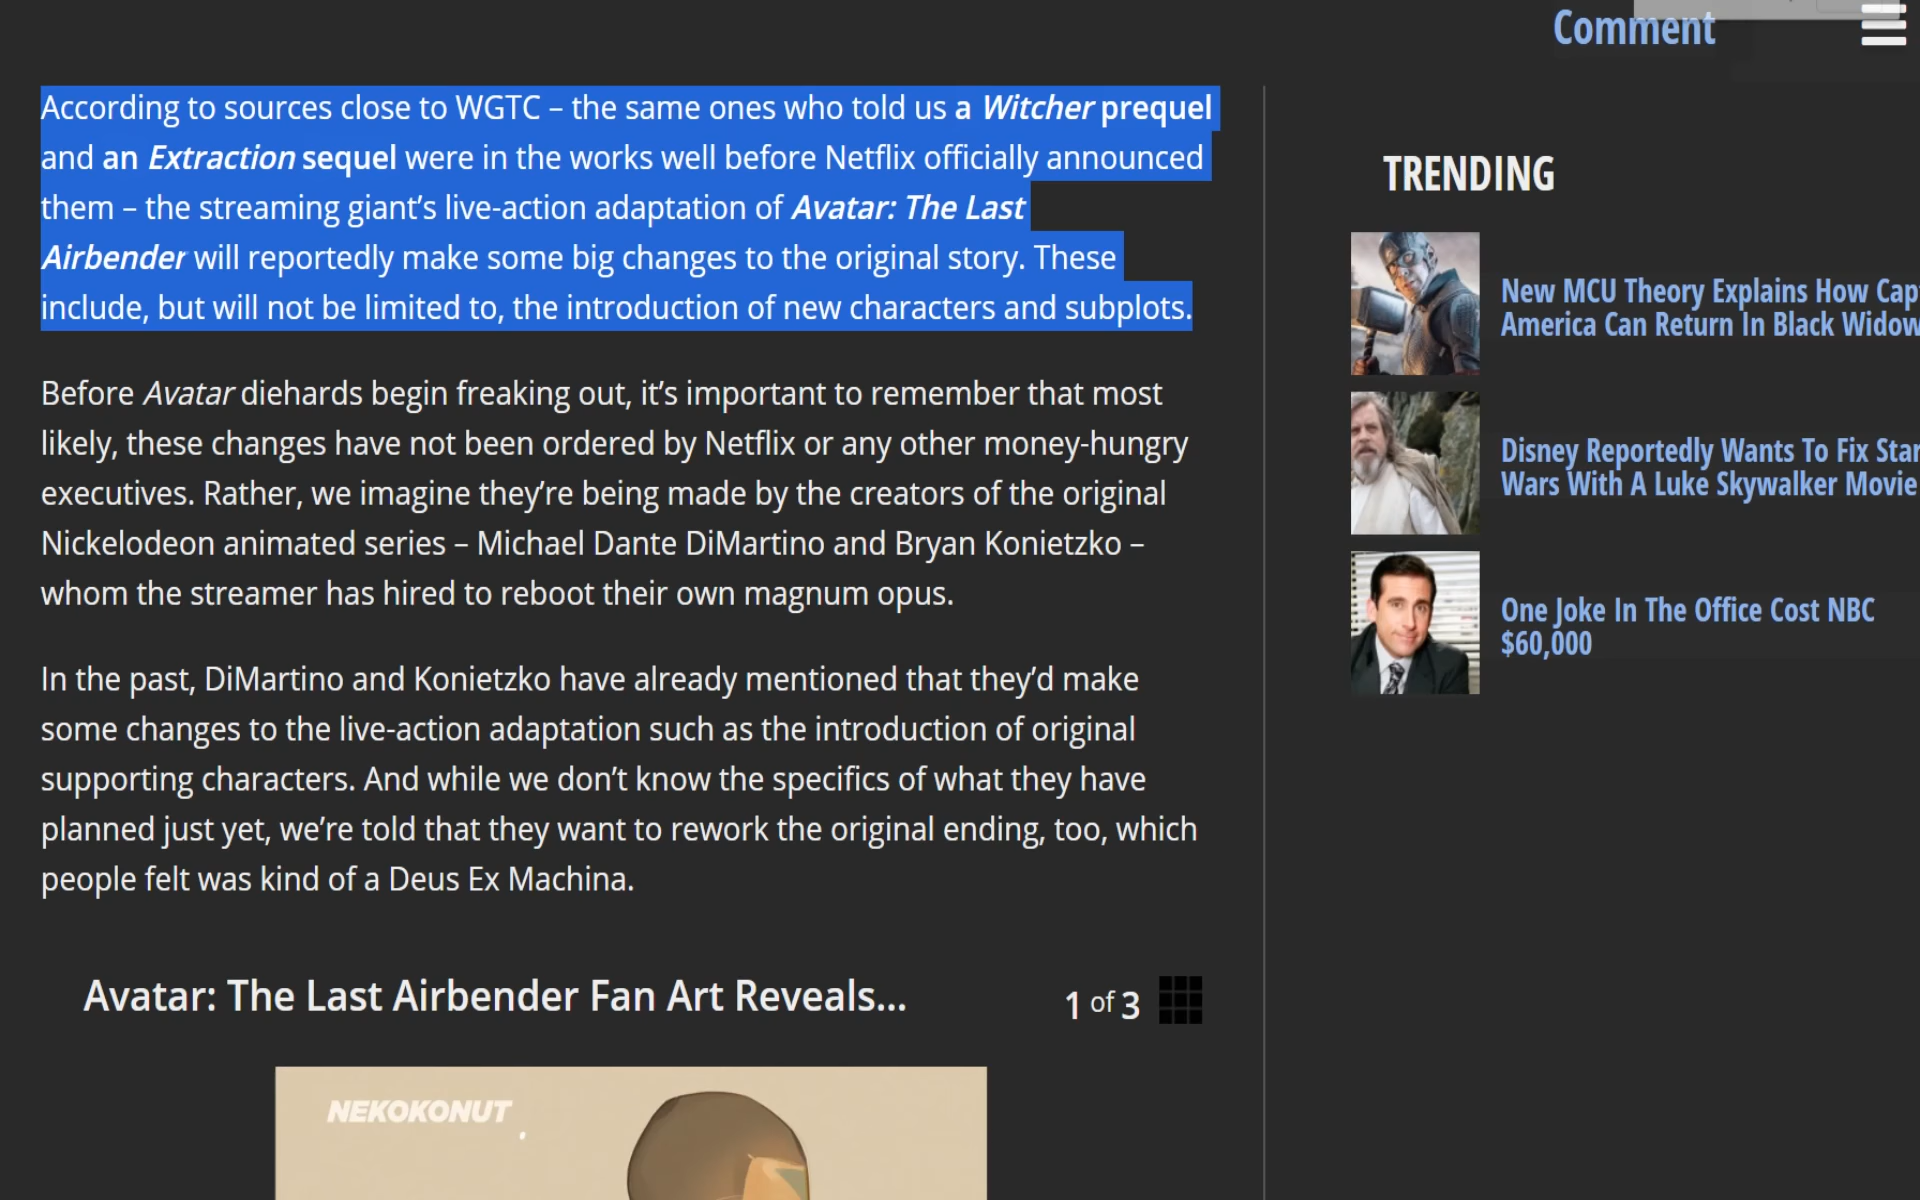 Comment
According to sources close to WGTC – the same ones who told us a Witcher prequel
and an Extraction sequel were in the works well before Netflix officially announced
them – the streaming giant’s live-action adaptation of Avatar: The Last
Airbender will reportedly make some big changes to the original story. These
include, but will not be limited to, the introduction of new characters and subplots.
Before Avatar diehards begin freaking out, it’s important to remember that most
likely, these changes have not been ordered by Netflix or any other money-hungry
executives. Rather, we imagine they’re being made by the creators of the original
Nickelodeon animated series – Michael Dante DiMartino and Bryan Konietzko –
whom the streamer has hired to reboot their own magnum opus.
In the past, DiMartino and Konietzko have already mentioned that they’d make
some changes to the live-action adaptation such as the introduction of original
supporting characters. And while we don’t know the specifics of what they have
planned just yet, we’re told that they want to rework the original ending, too, which
people felt was kind of a Deus Ex Machina.
Avatar: The Last Airbender Fan Art Reveals...
1 of 3
NEKOKONUT
TRENDING
New MCU Theory Explains How Cap
America Can Return In Black Widow
Disney Reportedly Wants To Fix Star
Wars With A Luke Skywalker Movie
One Joke In The Office Cost NBC
$60,000